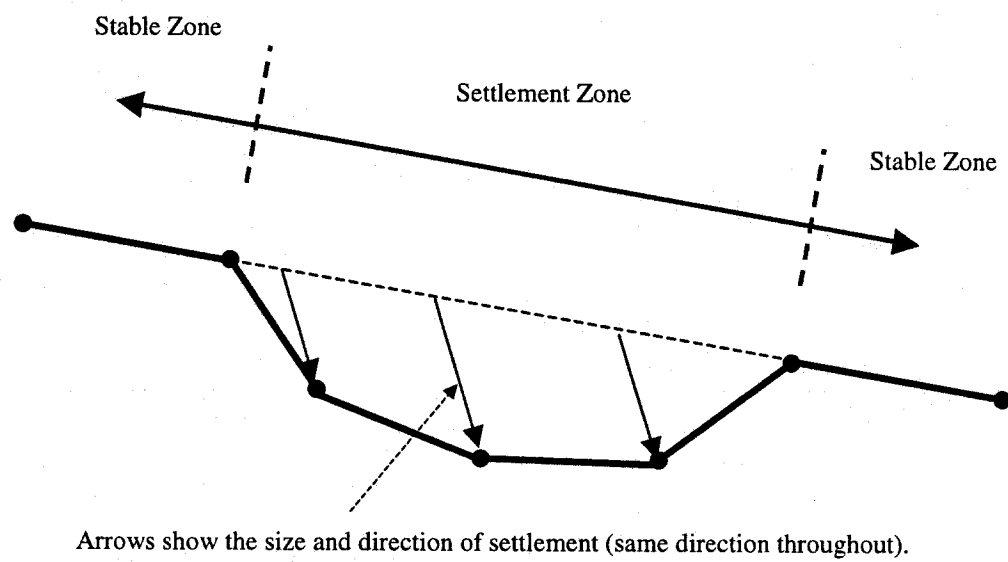 Stable Zone
Settlement Zone
Stable Zone
Arrows show the size and direction of settlement (same direction throughout).